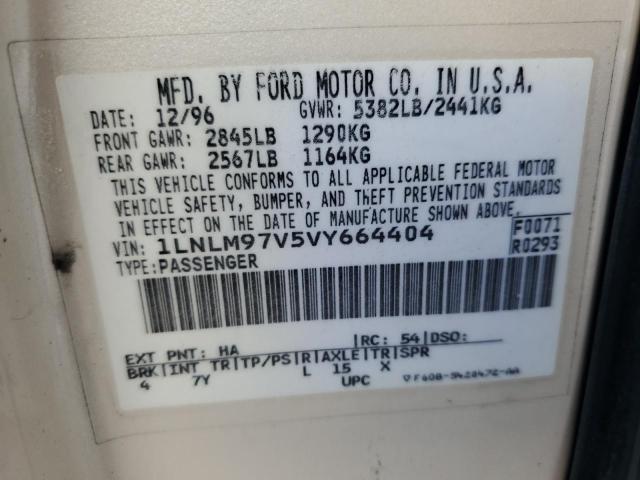 MFD. BY FORD MOTOR CO. IN U.S.A.
DATE: 12/96 GVWR: 5382LB/2441KG
FRONT GAWR: 2845LB 1290KG
REAR GAWR: 2567LB 1164KG
THIS VEHICLE CONFORMS TO ALL APPLICABLE FEDERAL MOTOR
VEHICLE SAFETY, BUMPER, AND THEFT PREVENTION STANDARDS
IN EFFECT ON THE DATE OF MANUFACTURE SHOWN ABOVE.
VIN: 1LNLM97V5VY664404 F0071
TYPE: PASSENGER R0293
EXT PNT: HA RC: 54 DSO:
BRK INT TR TP/PS R AXLE TR SPR
4 7Y L 15 X
UPC